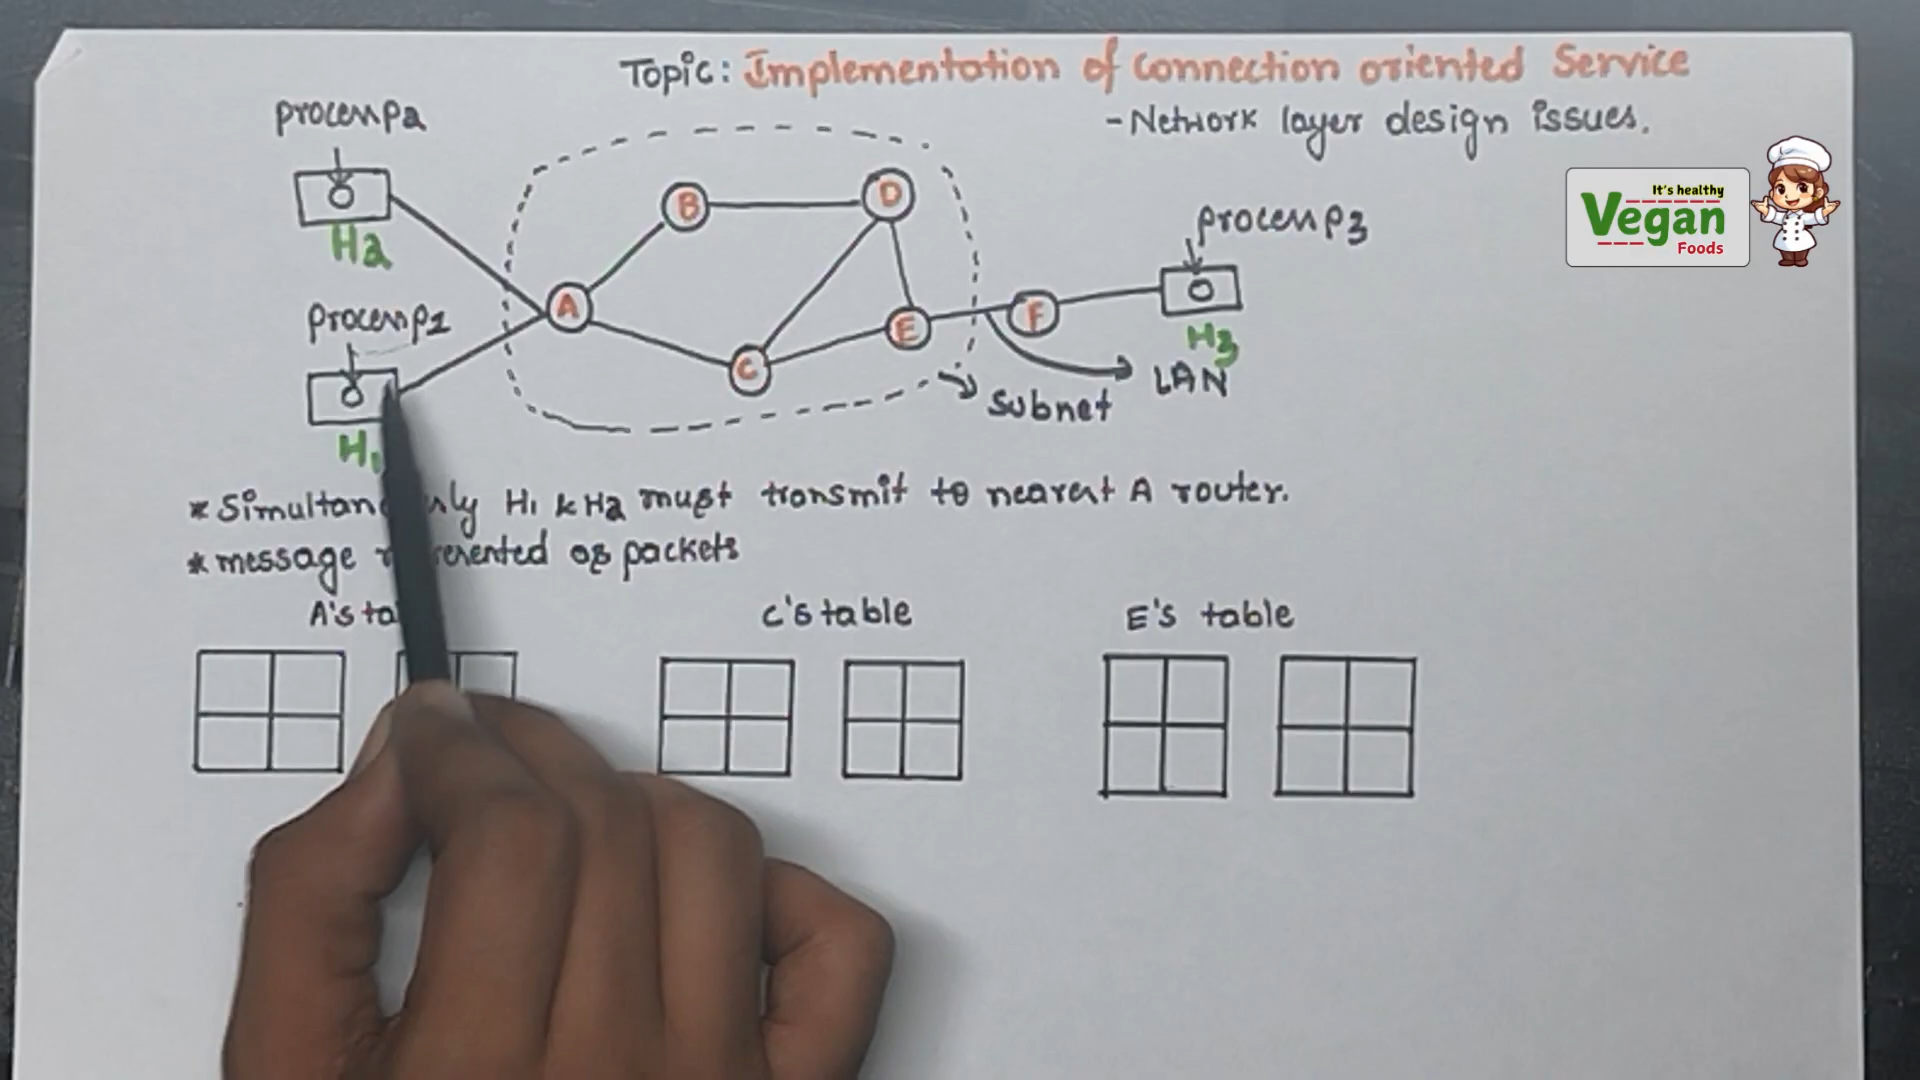 Topic: Implementation of Connection oriented Service
- Network layer design issues.
process P2
H2
process P1
H1
A
B
C
D
E
F
process P3
H3
LAN
Subnet
It's healthy
Vegan
Foods
* Simultan ly H1 & H2 must transmit to nearest A router.
* message resented as packets
A's ta
C's table
E's table